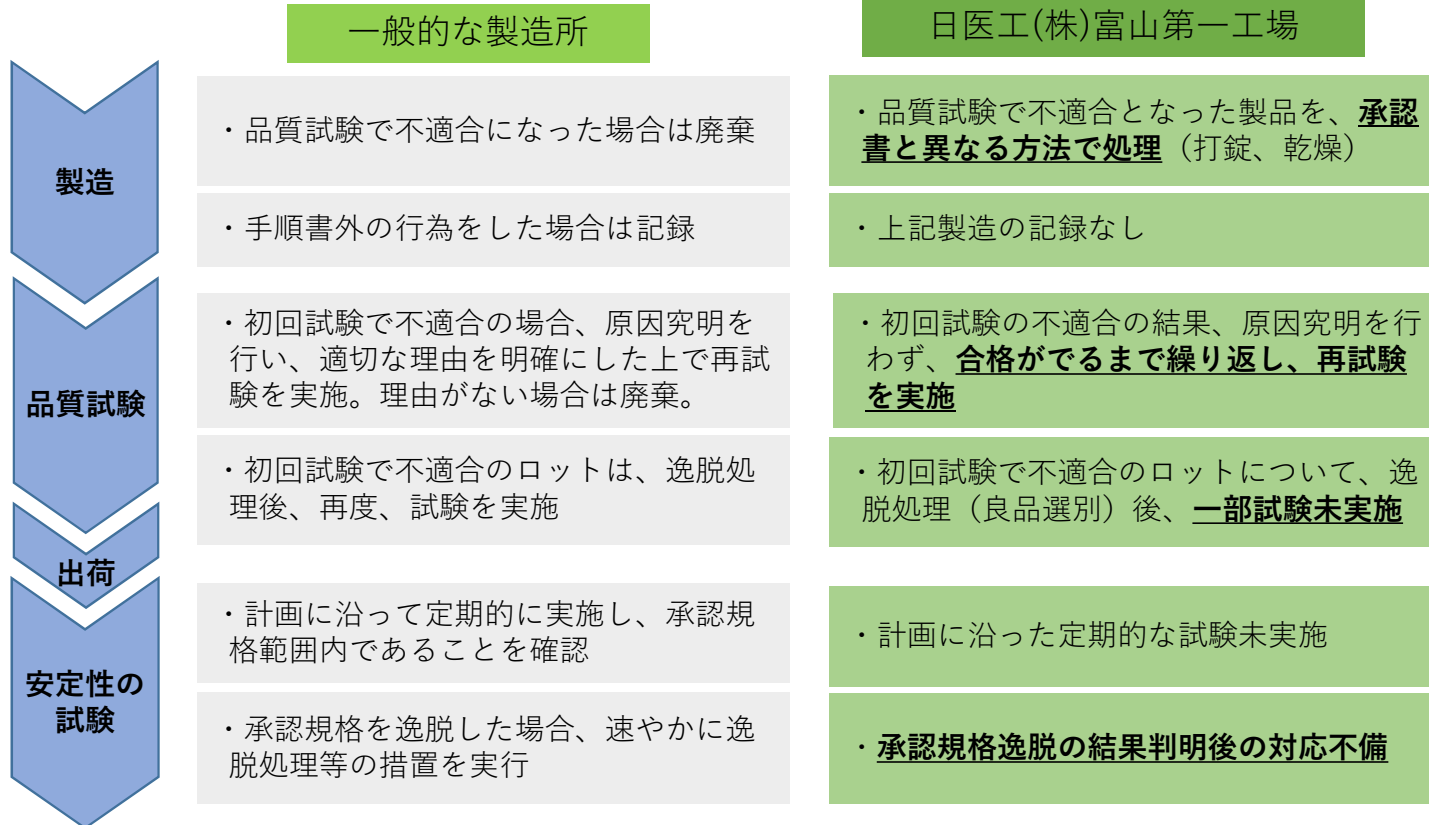 一般的な製造所
日医工(株)富山第一工場
製造
・品質試験で不適合になった場合は廃棄
・品質試験で不適合となった製品を、承認
書と異なる方法で処理（打錠、乾燥）
・手順書外の行為をした場合は記録
・上記製造の記録なし
品質試験
・初回試験で不適合の場合、原因究明を
行い、適切な理由を明確にした上で再試
験を実施。理由がない場合は廃棄。
・初回試験の不適合の結果、原因究明を行
わず、合格がでるまで繰り返し、再試験
を実施
・初回試験で不適合のロットは、逸脱処
理後、再度、試験を実施
・初回試験で不適合のロットについて、逸
脱処理（良品選別）後、一部試験未実施
出荷
安定性の
試験
・計画に沿って定期的に実施し、承認規
格範囲内であることを確認
・計画に沿った定期的な試験未実施
・承認規格を逸脱した場合、速やかに逸
脱処理等の措置を実行
・承認規格逸脱の結果判明後の対応不備